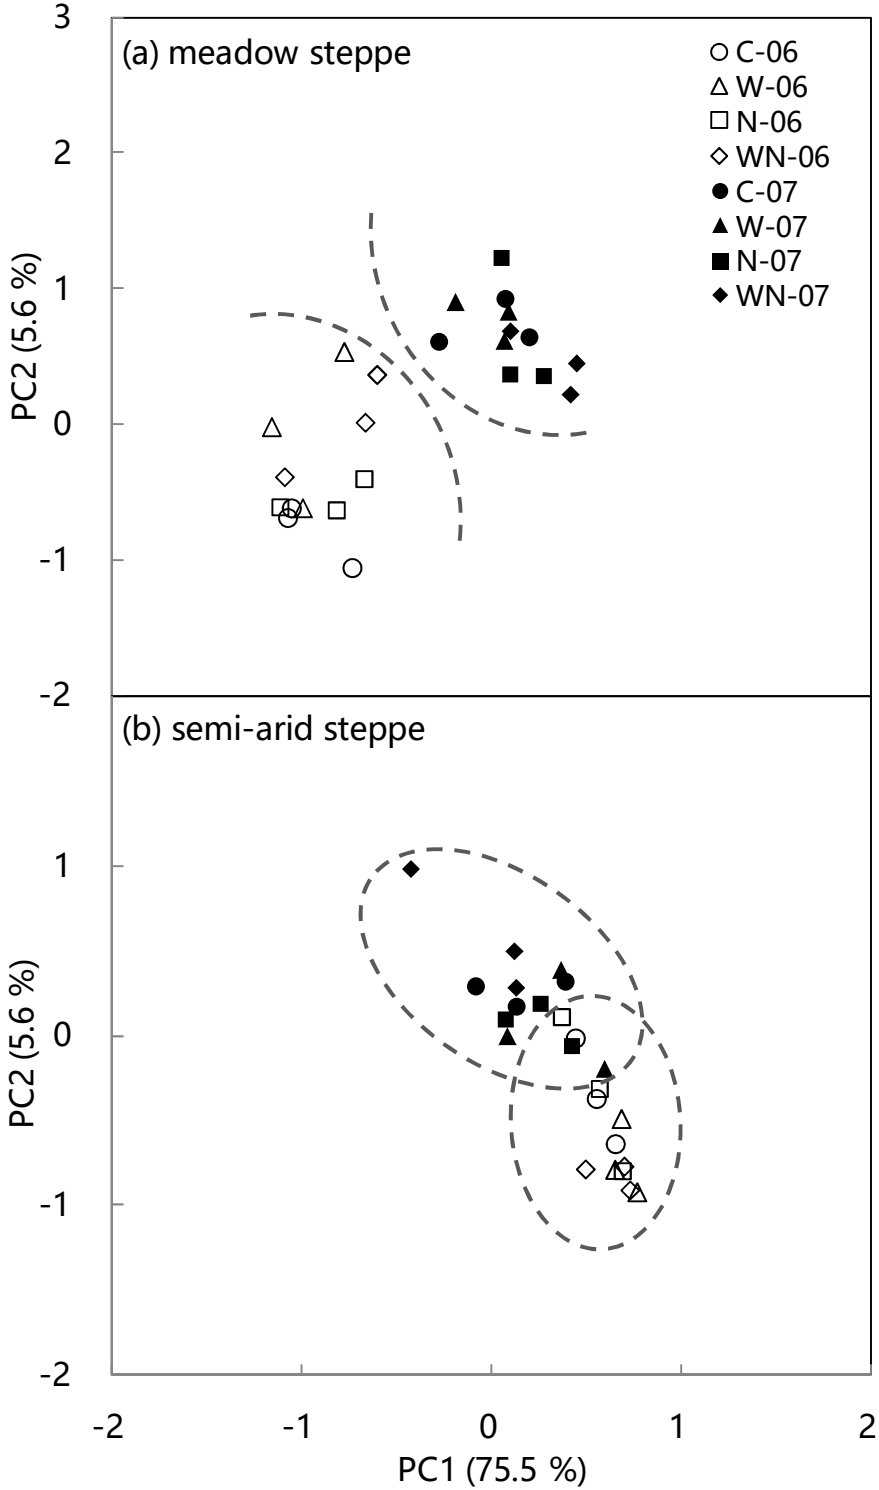 3
(a) meadow steppe
C-06
W-06
N-06
WN-06
C-07
W-07
N-07
WN-07
2
1
0
-1
-2
PC2 (5.6 %)
(b) semi-arid steppe
1
0
-1
-2
PC2 (5.6 %)
-2 -1 0 1 2
PC1 (75.5 %)